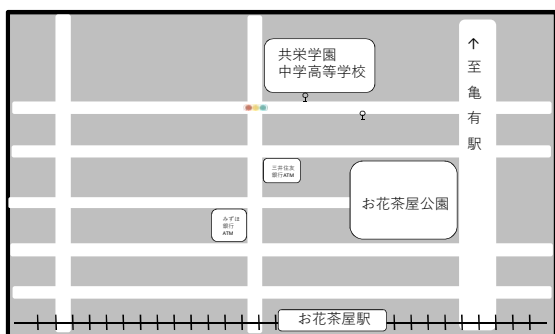 共栄学園
中学高等学校
↑
至亀有駅
三井住友
銀行ATM
お花茶屋公園
みずほ
銀行
ATM
お花茶屋駅